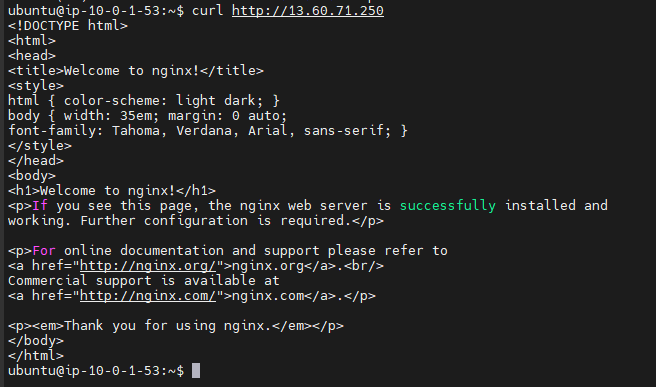 ubuntu@ip-10-0-1-53:~$ curl http://13.60.71.250
<!DOCTYPE html>
<html>
<head>
<title>Welcome to nginx!</title>
<style>
html { color-scheme: light dark; }
body { width: 35em; margin: 0 auto;
font-family: Tahoma, Verdana, Arial, sans-serif; }
</style>
</head>
<body>
<h1>Welcome to nginx!</h1>
<p>If you see this page, the nginx web server is successfully installed and
working. Further configuration is required.</p>

<p>For online documentation and support please refer to
<a href="http://nginx.org/">nginx.org</a>.<br/>
Commercial support is available at
<a href="http://nginx.com/">nginx.com</a>.</p>

<p><em>Thank you for using nginx.</em></p>
</body>
</html>
ubuntu@ip-10-0-1-53:~$